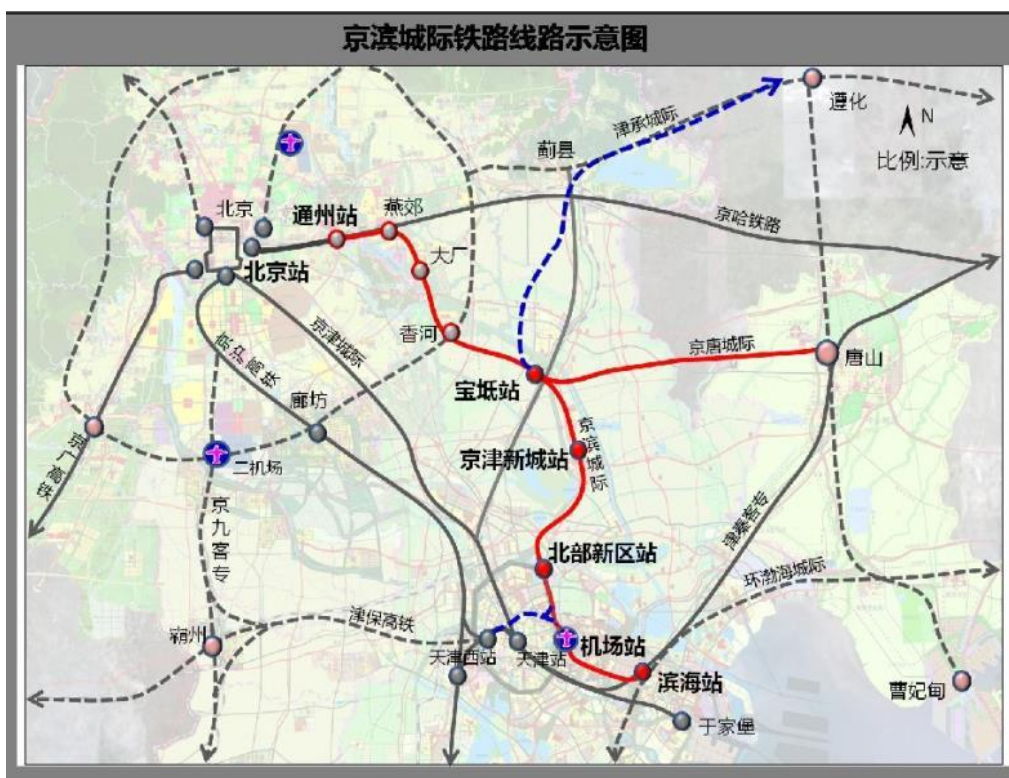 京滨城际铁路线路示意图
遵化
N
比例:示意
津承城际
蓟县
北京
通州站
燕郊
京哈铁路
大厂
北京站
香河
京津城际
京唐城际
唐山
京沪高铁
宝坻站
廊坊
京滨城际
京津新城站
京广高铁
二机场
京九客专
津秦客专
北部新区站
环渤海城际
津保高铁
霸州
天津西站
天津站
机场站
滨海站
曹妃甸
于家堡